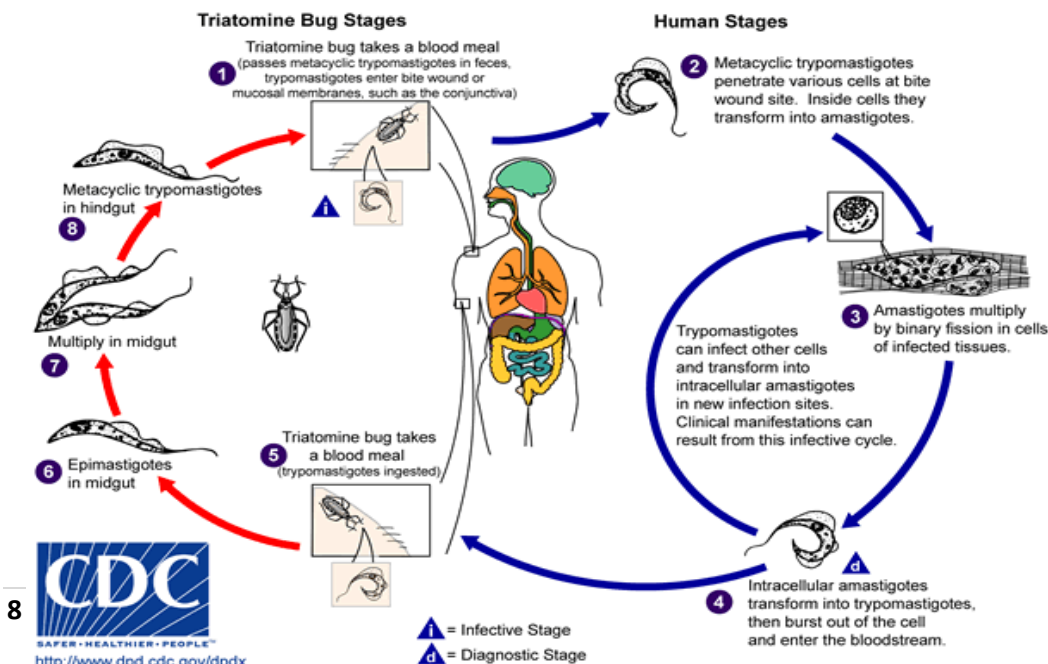 Triatomine Bug Stages
Human Stages
Triatomine bug takes a blood meal
(passes metacyclic trypomastigotes in feces,
trypomastigotes enter bite wound or
mucosal membranes, such as the conjunctiva)
1
i
2
Metacyclic trypomastigotes
penetrate various cells at bite
wound site. Inside cells they
transform into amastigotes.
3
Amastigotes multiply
by binary fission in cells
of infected tissues.
Trypomastigotes
can infect other cells
and transform into
intracellular amastigotes
in new infection sites.
Clinical manifestations can
result from this infective cycle.
d
4
Intracellular amastigotes
transform into trypomastigotes,
then burst out of the cell
and enter the bloodstream.
5
Triatomine bug takes
a blood meal
(trypomastigotes ingested)
6
Epimastigotes
in midgut
Multiply in midgut
7
Metacyclic trypomastigotes
in hindgut
8
8
CDC
SAFER • HEALTHIER • PEOPLE™
http://www.dpd.cdc.gov/dpdx
i = Infective Stage
d = Diagnostic Stage